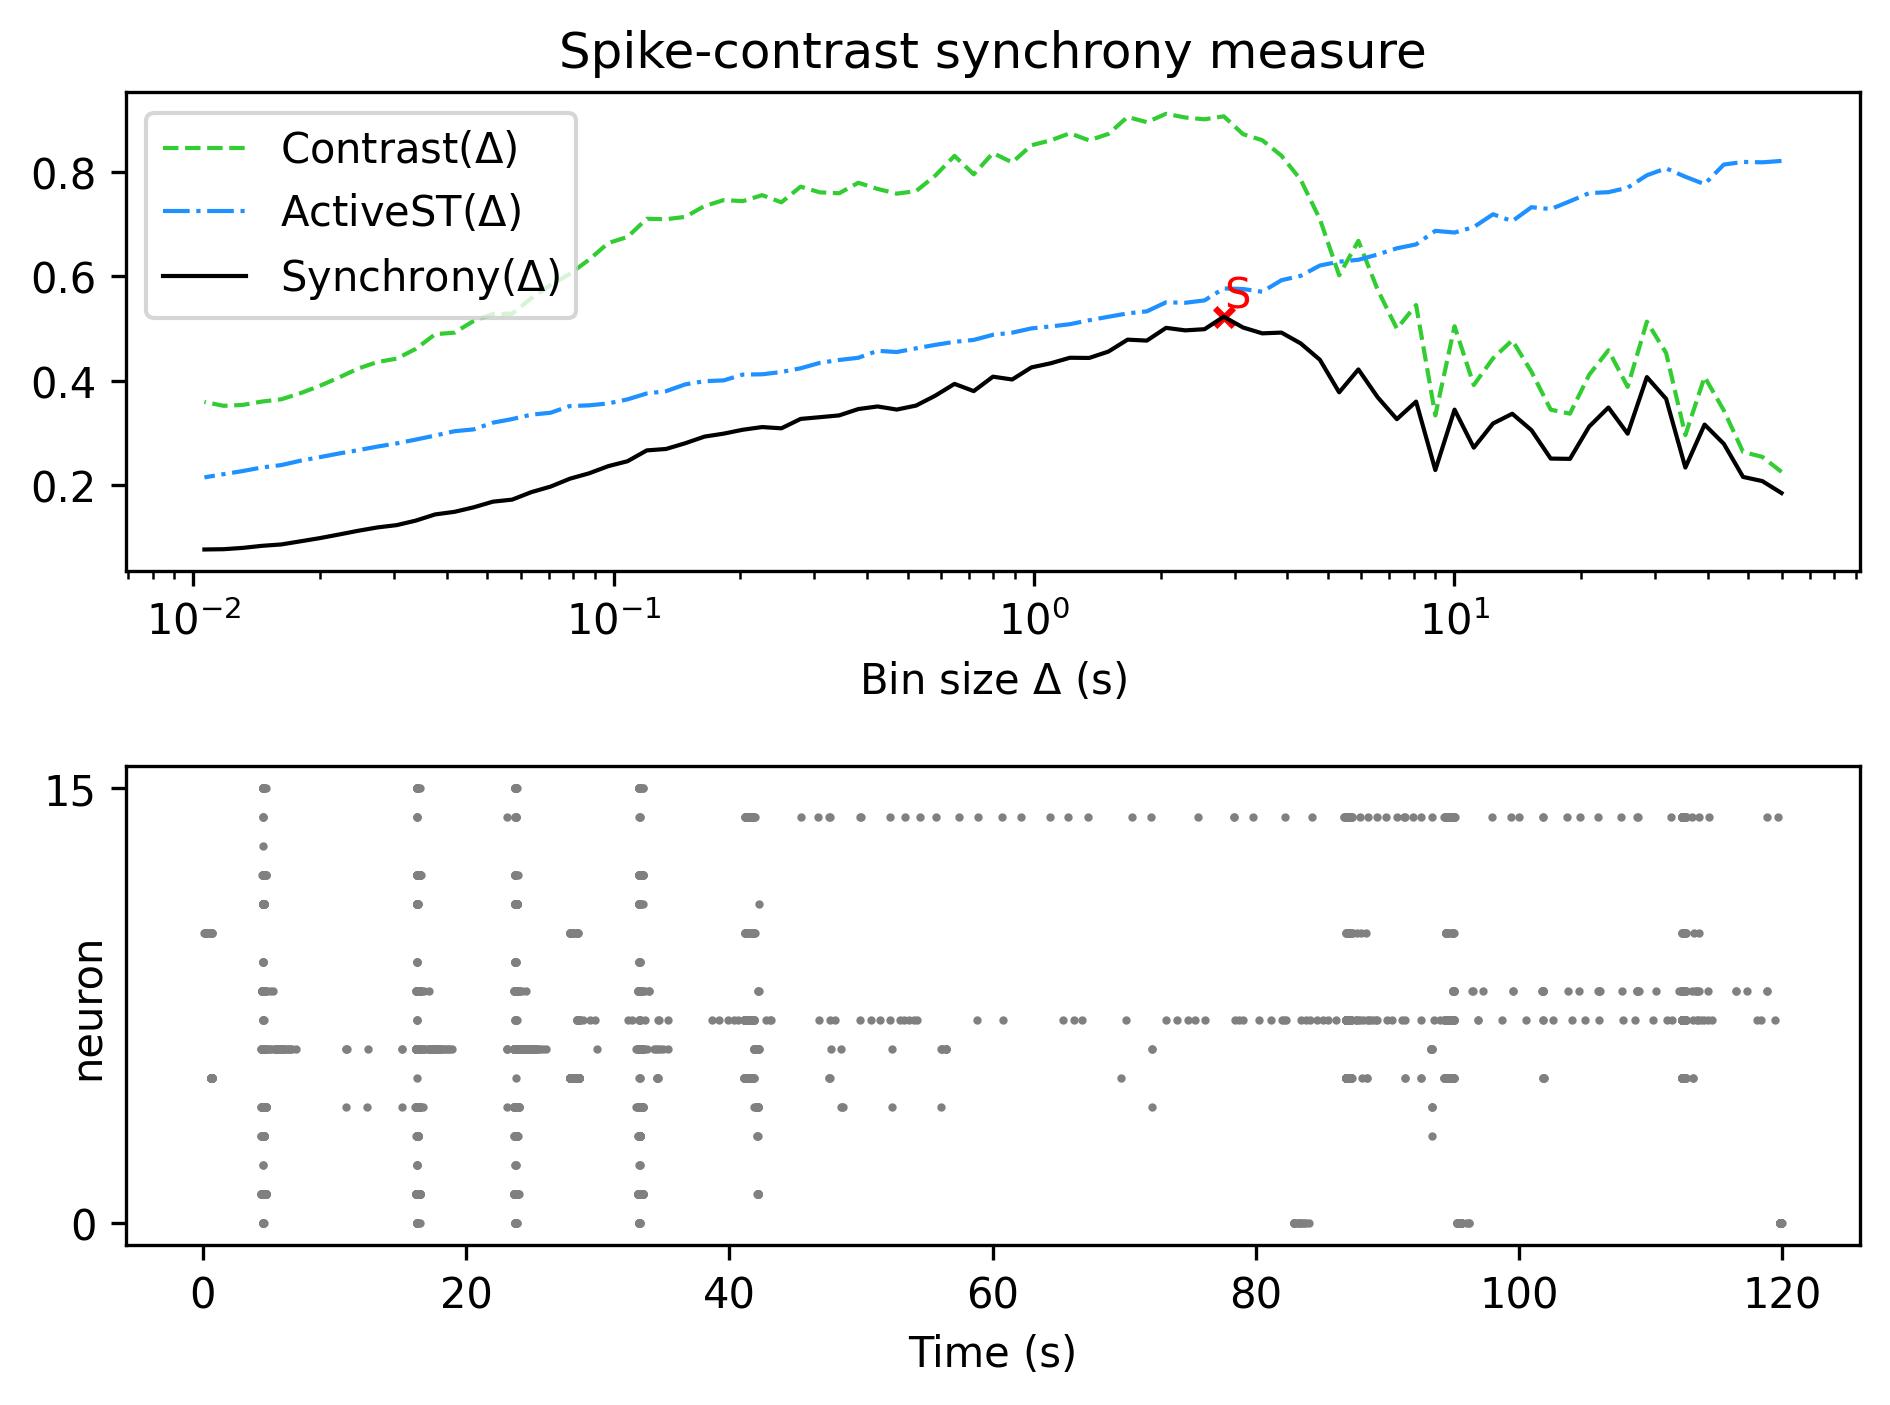 Spike-contrast synchrony measure
Contrast(Δ)
ActiveST(Δ)
Synchrony(Δ)
S
0.8
0.6
0.4
0.2
10⁻² 10⁻¹ 10⁰ 10¹
Bin size Δ (s)
15
neuron
0
0 20 40 60 80 100 120
Time (s)